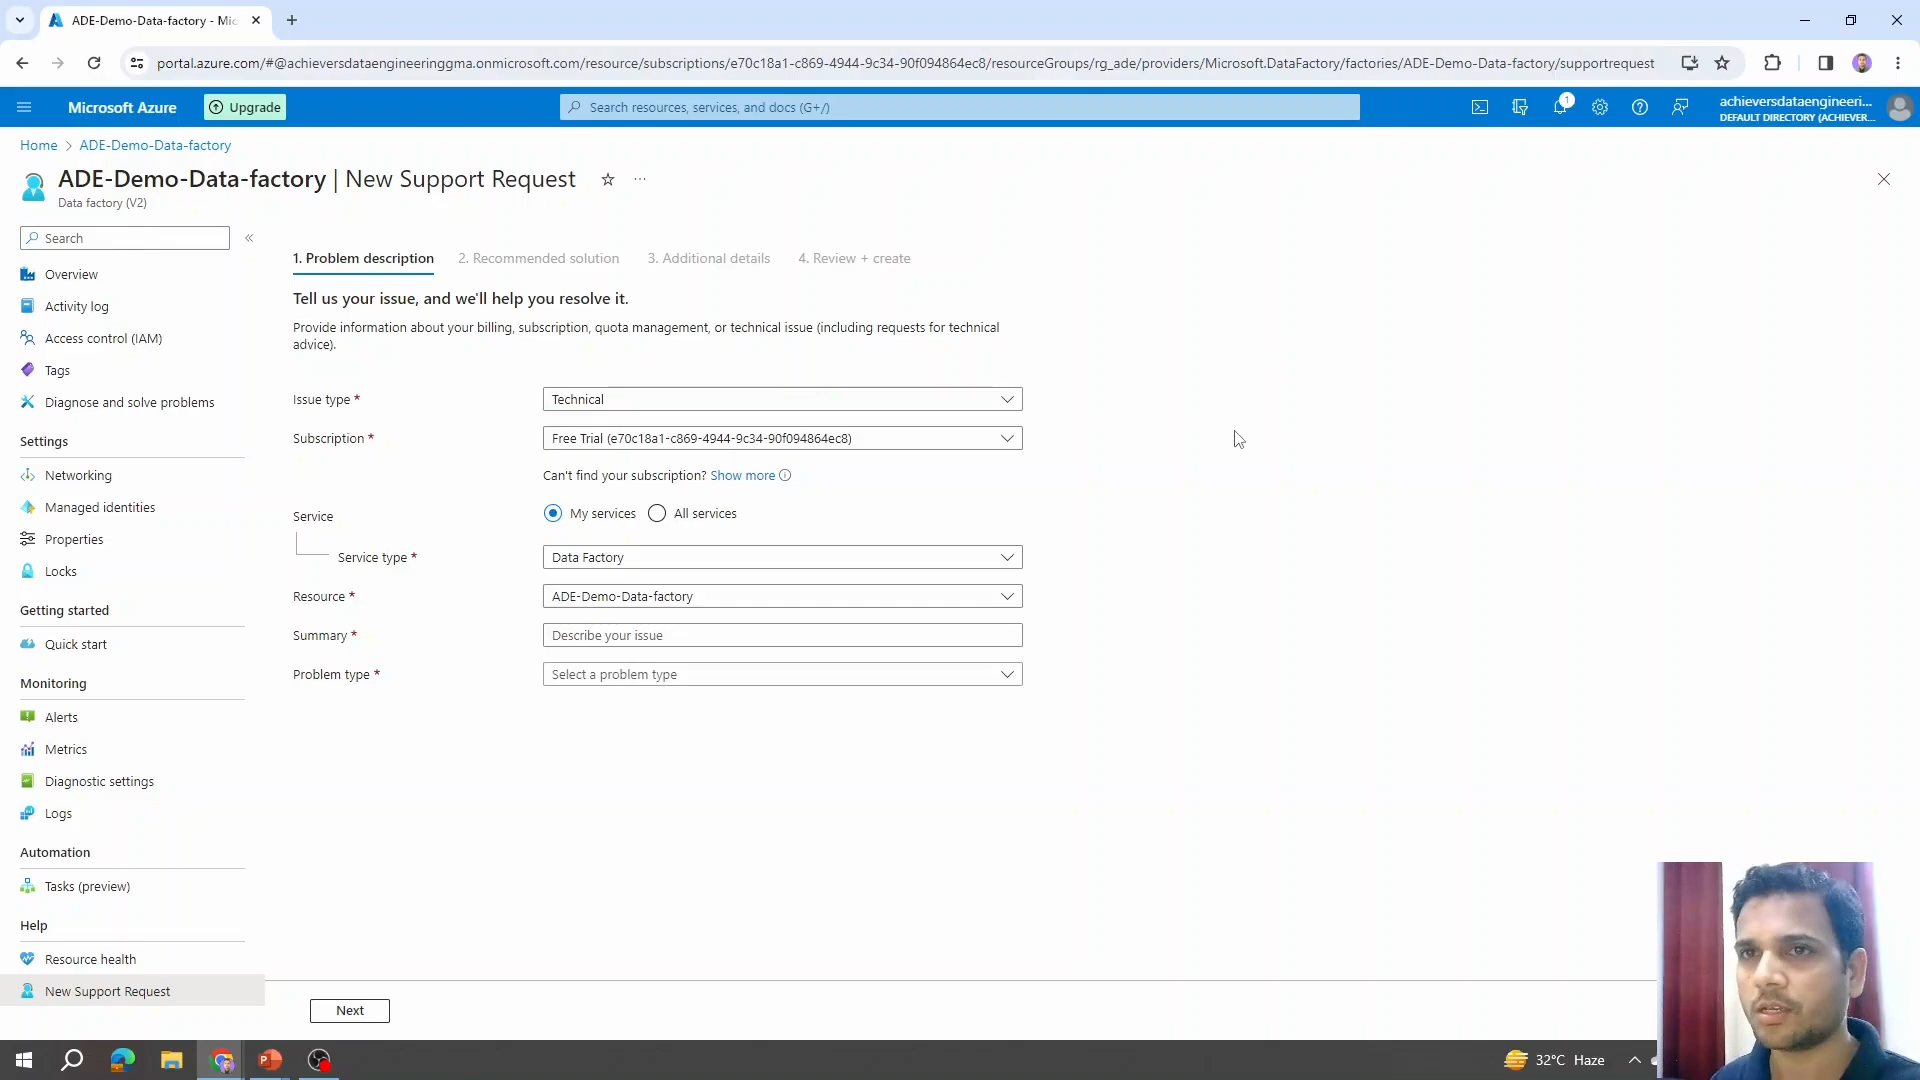 ADE-Demo-Data-factory - Mic
portal.azure.com/#@achieversdataengineeringgma.onmicrosoft.com/resource/subscriptions/e70c18a1-c869-4944-9c34-90f094864ec8/resourceGroups/rg_ade/providers/Microsoft.DataFactory/factories/ADE-Demo-Data-factory/supportrequest
Microsoft Azure
Upgrade
Search resources, services, and docs (G+/)
1
achieversdataengineeri...
DEFAULT DIRECTORY (ACHIEVER...
Home > ADE-Demo-Data-factory
ADE-Demo-Data-factory | New Support Request
Data factory (V2)
Search
Overview
Activity log
Access control (IAM)
Tags
Diagnose and solve problems
Settings
Networking
Managed identities
Properties
Locks
Getting started
Quick start
Monitoring
Alerts
Metrics
Diagnostic settings
Logs
Automation
Tasks (preview)
Help
Resource health
New Support Request
1. Problem description
2. Recommended solution
3. Additional details
4. Review + create
Tell us your issue, and we'll help you resolve it.
Provide information about your billing, subscription, quota management, or technical issue (including requests for technical
advice).
Issue type *
Technical
Subscription *
Free Trial (e70c18a1-c869-4944-9c34-90f094864ec8)
Can't find your subscription? Show more
Service
My services
All services
Service type *
Data Factory
Resource *
ADE-Demo-Data-factory
Summary *
Describe your issue
Problem type *
Select a problem type
Next
32°C Haze